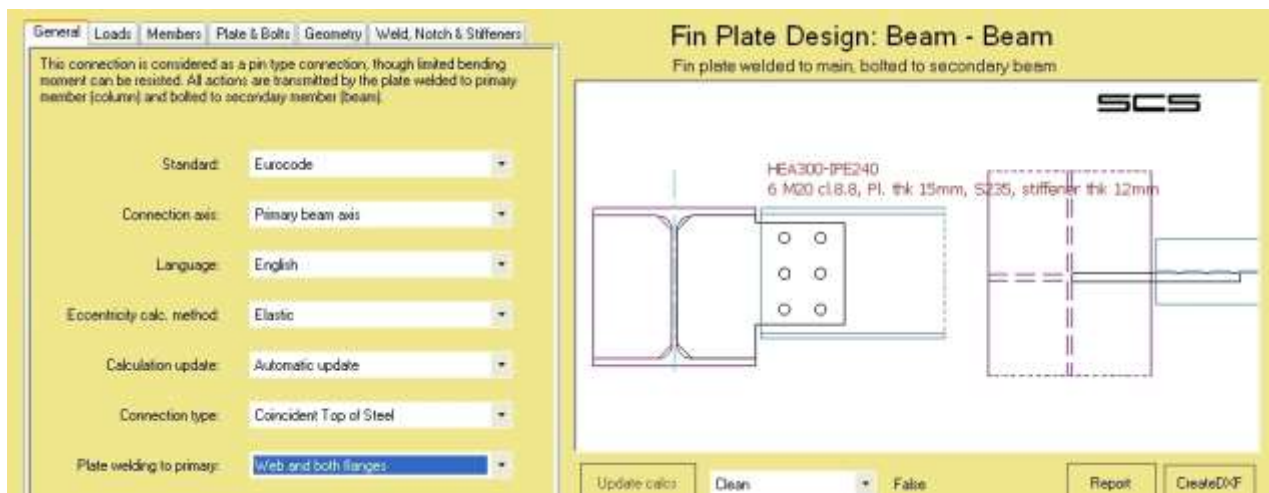 General Loads Members Plate & Bolts Geometry Weld, Notch & Stiffeners
This connection is considered as a pin type connection, though limited bending
moment can be resisted. All actions are transmitted by the plate welded to primary
member (column) and bolted to secondary member (beam).
Standard: Eurocode
Connection axis: Primary beam axis
Language: English
Eccentricity calc. method: Elastic
Calculation update: Automatic update
Connection type: Coincident Top of Steel
Plate welding to primary: Web and both flanges
Fin Plate Design: Beam - Beam
Fin plate welded to main, bolted to secondary beam
SCS
HEA300-IPE240
6 M20 cl.8.8, Pl. thk 15mm, S235, stiffener thk 12mm
Update calcs Clean False Report CreateDXF